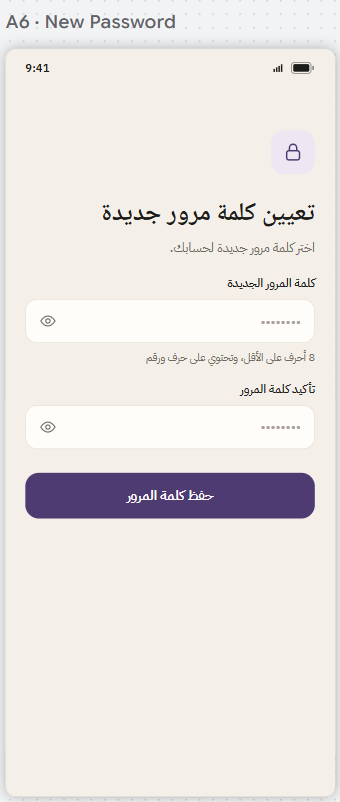 A6 · New Password
9:41
تعيين كلمة مرور جديدة
اختر كلمة مرور جديدة لحسابك.
كلمة المرور الجديدة
••••••••
8 أحرف على الأقل، وتحتوي على حرف ورقم
تأكيد كلمة المرور
••••••••
حفظ كلمة المرور